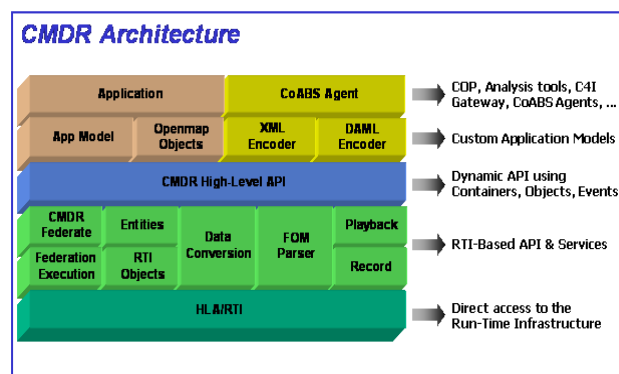 CMDR Architecture
Application
CoABS Agent
COP, Analysis tools, C4I
Gateway, CoABS Agents, ...
App Model
Openmap
Objects
XML
Encoder
DAML
Encoder
Custom Application Models
CMDR High-Level API
Dynamic API using
Containers, Objects, Events
CMDR
Federate
Entities
Data
Conversion
FOM
Parser
Playback
Federation
Execution
RTI
Objects
Record
RTI-Based API & Services
HLA/RTI
Direct access to the
Run-Time Infrastructure